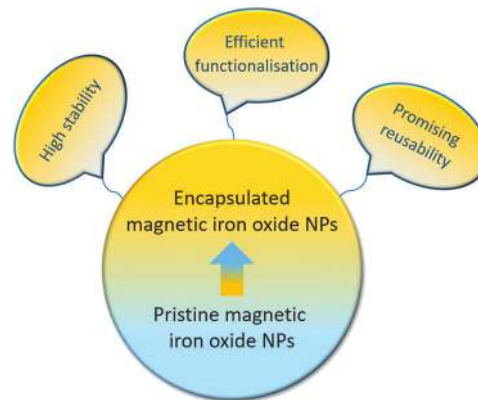 High stability
Efficient
functionalisation
Promising
reusability
Encapsulated
magnetic iron oxide NPs
Pristine magnetic
iron oxide NPs